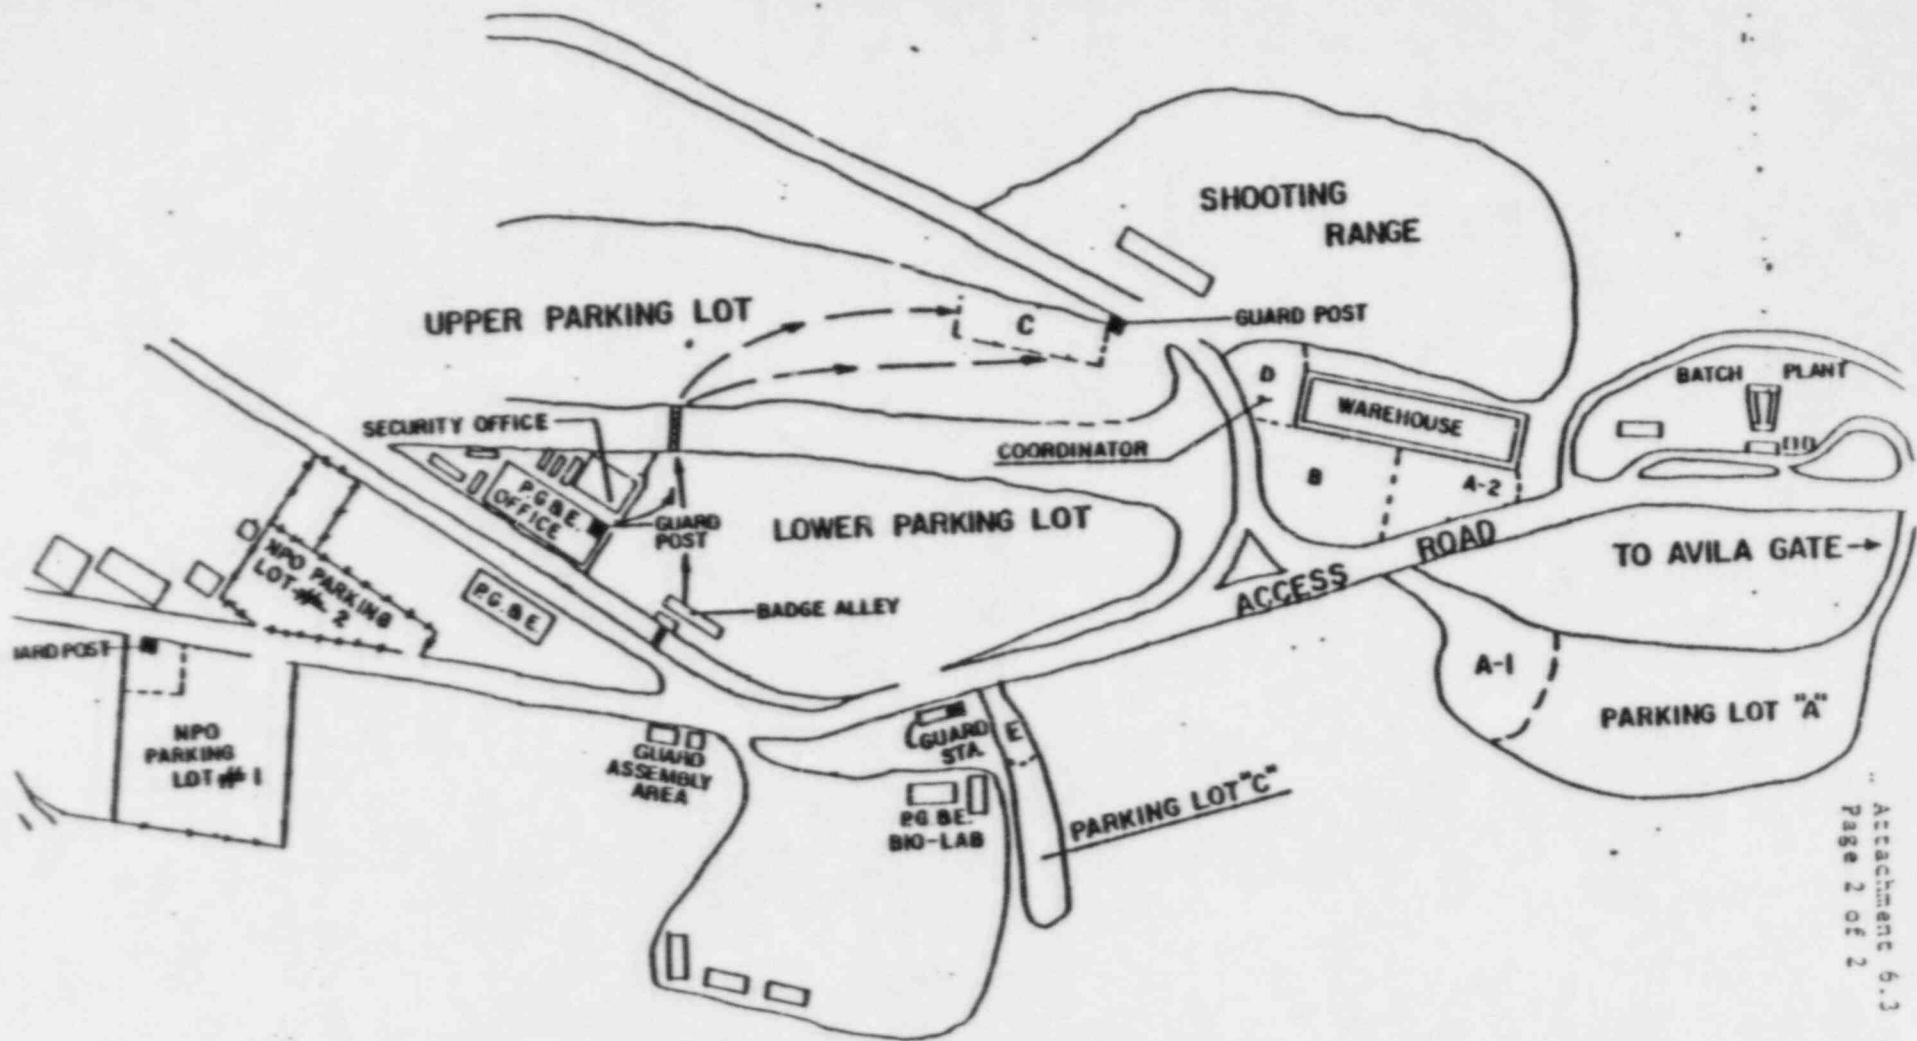 SHOOTING
RANGE
UPPER PARKING LOT
C
GUARD POST
D
BATCH PLANT
SECURITY OFFICE
WAREHOUSE
COORDINATOR
P.G.&E.
OFFICE
B
A-2
GUARD
POST
LOWER PARKING LOT
ACCESS ROAD
TO AVILA GATE
NPO PARKING
LOT # 2
P.G.&E.
BADGE ALLEY
ARD POST
A-1
PARKING LOT "A"
NPO
PARKING
LOT # 1
GUARD
ASSEMBLY
AREA
GUARD
STA.
E
P.G.&E.
BIO-LAB
PARKING LOT "C"
Attachment 6.3
Page 2 of 2